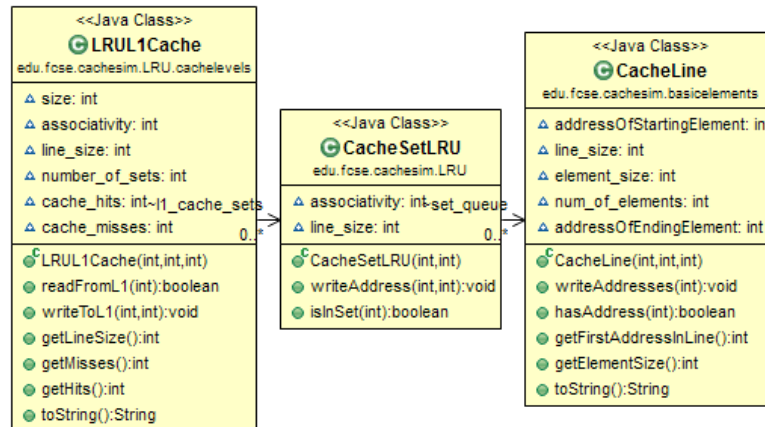 <<Java Class>>
LRUL1Cache
edu.fcse.cachesim.LRU.cachelevels
size: int
associativity: int
line_size: int
number_of_sets: int
cache_hits: int
cache_misses: int
LRUL1Cache(int,int,int)
readFromL1(int):boolean
writeToL1(int,int):void
getLineSize():int
getMisses():int
getHits():int
toString():String
~l1_cache_sets
0..*
<<Java Class>>
CacheSetLRU
edu.fcse.cachesim.LRU
associativity: int
line_size: int
CacheSetLRU(int,int)
writeAddress(int,int):void
isInSet(int):boolean
~set_queue
0..*
<<Java Class>>
CacheLine
edu.fcse.cachesim.basicelements
addressOfStartingElement: int
line_size: int
element_size: int
num_of_elements: int
addressOfEndingElement: int
CacheLine(int,int,int)
writeAddresses(int):void
hasAddress(int):boolean
getFirstAddressInLine():int
getElementSize():int
toString():String